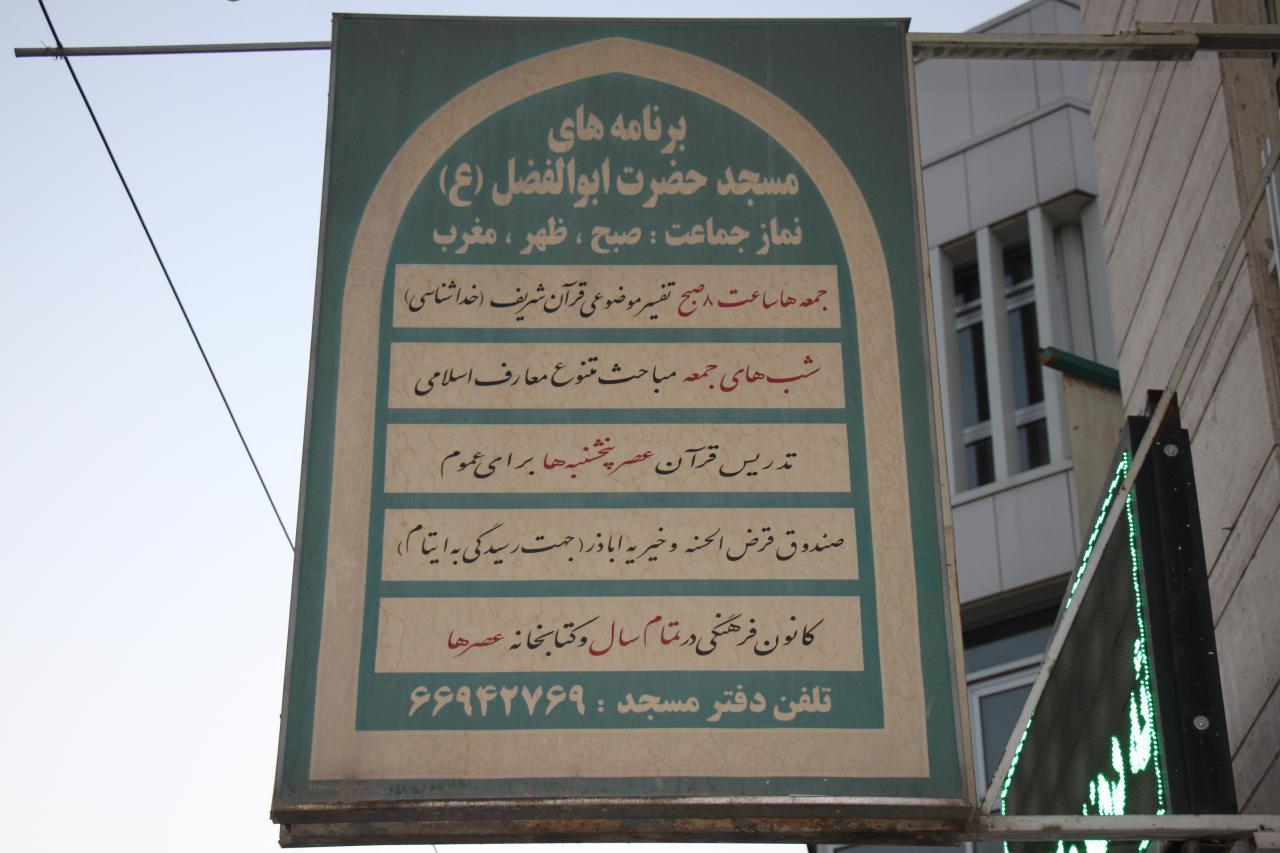 برنامه های
مسجد حضرت ابوالفضل (ع)
نماز جماعت : صبح ، ظهر ، مغرب
جمعه ها ساعت ۸ صبح تفسیر موضوعی قرآن شریف (خداشناسی)
شب های جمعه مباحث متنوع معارف اسلامی
تدریس قرآن عصر پنجشنبه ها برای عموم
صندوق قرض الحسنه و خیریه اباذر (جهت رسیدگی به ایتام)
کانون فرهنگی در تمام سال و کتابخانه عصرها
تلفن دفتر مسجد : ۶۶۹۴۲۷۶۹